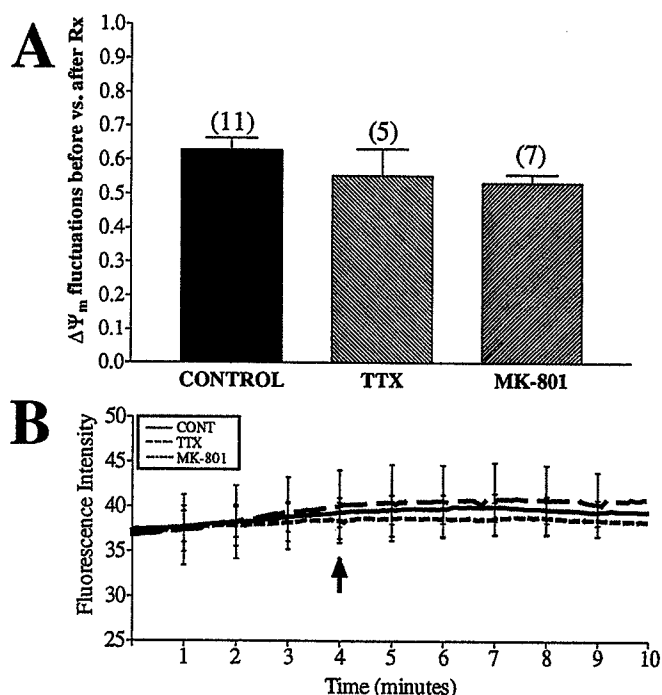 A
ΔΨm fluctuations before vs. after Rx
1.0
0.9
0.8
0.7
0.6
0.5
0.4
0.3
0.2
0.1
0.0
(11)
(5)
(7)
CONTROL TTX MK-801
B
Fluorescence Intensity
50
45
40
35
30
25
CONT
TTX
MK-801
1 2 3 4 5 6 7 8 9 10
Time (minutes)